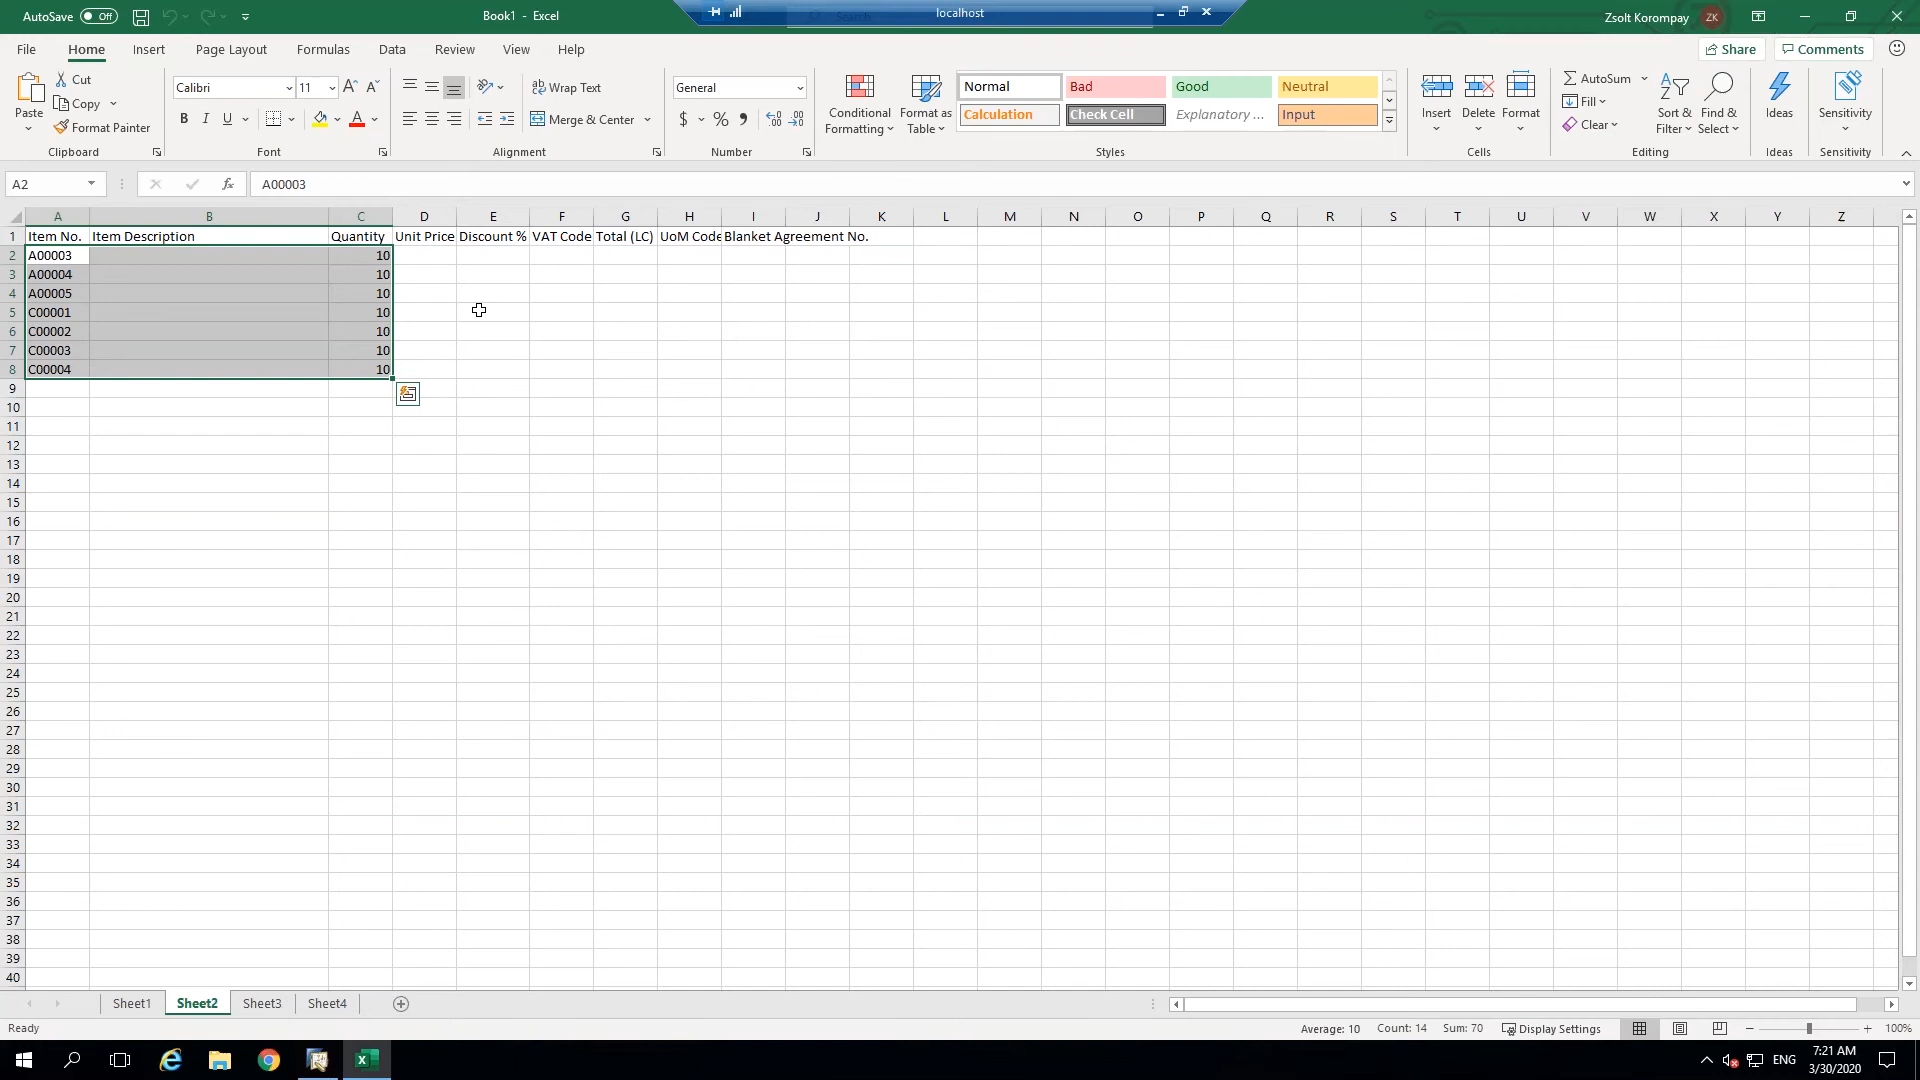 AutoSave Off Book1 - Excel localhost Zsolt Korompay ZK
File Home Insert Page Layout Formulas Data Review View Help Share Comments
Cut
Copy
Format Painter
Paste
Clipboard
Calibri 11
B I U
Font
Wrap Text
Merge & Center
Alignment
General
$ % ,
Number
Conditional Formatting
Format as Table
Normal Bad Good Neutral
Calculation Check Cell Explanatory ... Input
Styles
Insert Delete Format
Cells
AutoSum
Fill
Clear
Sort & Filter
Find & Select
Editing
Ideas
Ideas
Sensitivity
Sensitivity
A2 fx A00003
A B C D E F G H I J K L M N O P Q R S T U V W X Y Z
1 Item No. Item Description Quantity Unit Price Discount % VAT Code Total (LC) UoM Code Blanket Agreement No.
2 A00003 10
3 A00004 10
4 A00005 10
5 C00001 10
6 C00002 10
7 C00003 10
8 C00004 10
9
10
11
12
13
14
15
16
17
18
19
20
21
22
23
24
25
26
27
28
29
30
31
32
33
34
35
36
37
38
39
40
Sheet1 Sheet2 Sheet3 Sheet4
Ready Average: 10 Count: 14 Sum: 70 Display Settings 100%
ENG 7:21 AM
3/30/2020